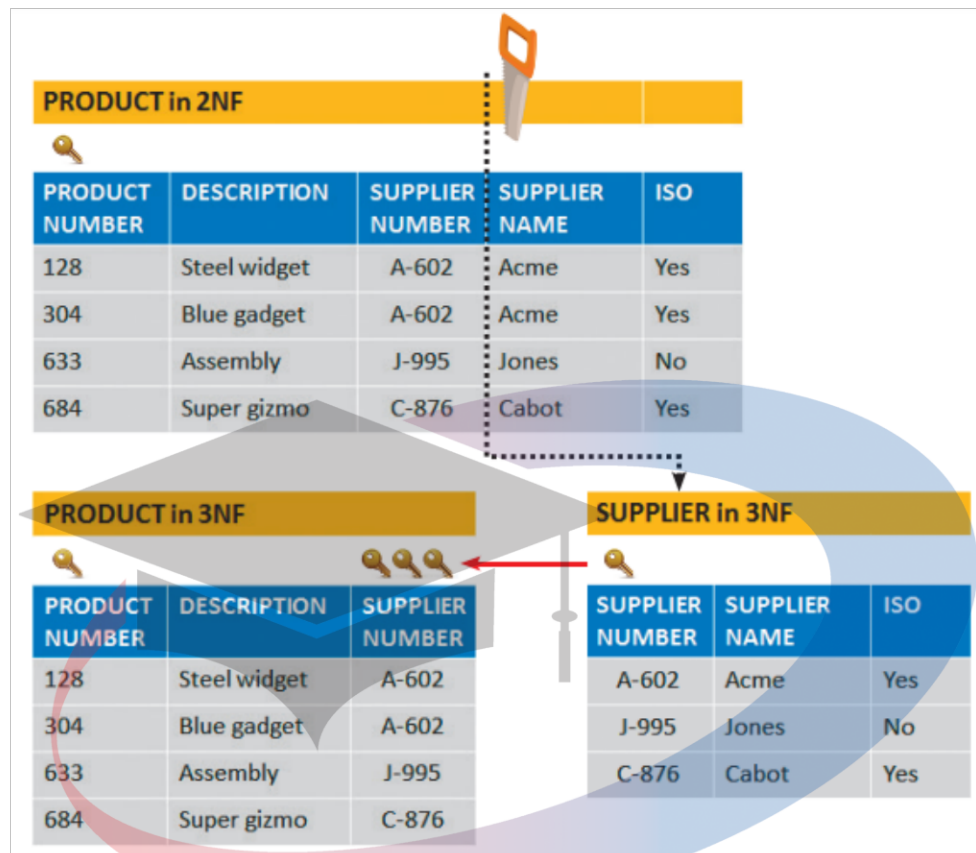 PRODUCT in 2NF
PRODUCT NUMBER DESCRIPTION SUPPLIER NUMBER SUPPLIER NAME ISO
128 Steel widget A-602 Acme Yes
304 Blue gadget A-602 Acme Yes
633 Assembly J-995 Jones No
684 Super gizmo C-876 Cabot Yes
PRODUCT in 3NF
PRODUCT NUMBER DESCRIPTION SUPPLIER NUMBER
128 Steel widget A-602
304 Blue gadget A-602
633 Assembly J-995
684 Super gizmo C-876
SUPPLIER in 3NF
SUPPLIER NUMBER SUPPLIER NAME ISO
A-602 Acme Yes
J-995 Jones No
C-876 Cabot Yes